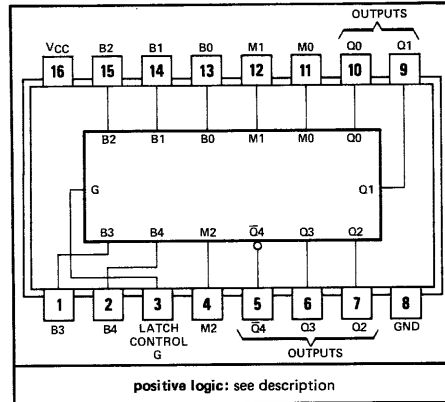 OUTPUTS
VCC B2 B1 B0 M1 M0 Q0 Q1
16 15 14 13 12 11 10 9
B2 B1 B0 M1 M0 Q0
G Q1
B3 B4 M2 Q̅4 Q3 Q2
1 2 3 4 5 6 7 8
B3 B4 LATCH M2 Q̅4 Q3 Q2 GND
CONTROL
G
OUTPUTS
positive logic: see description